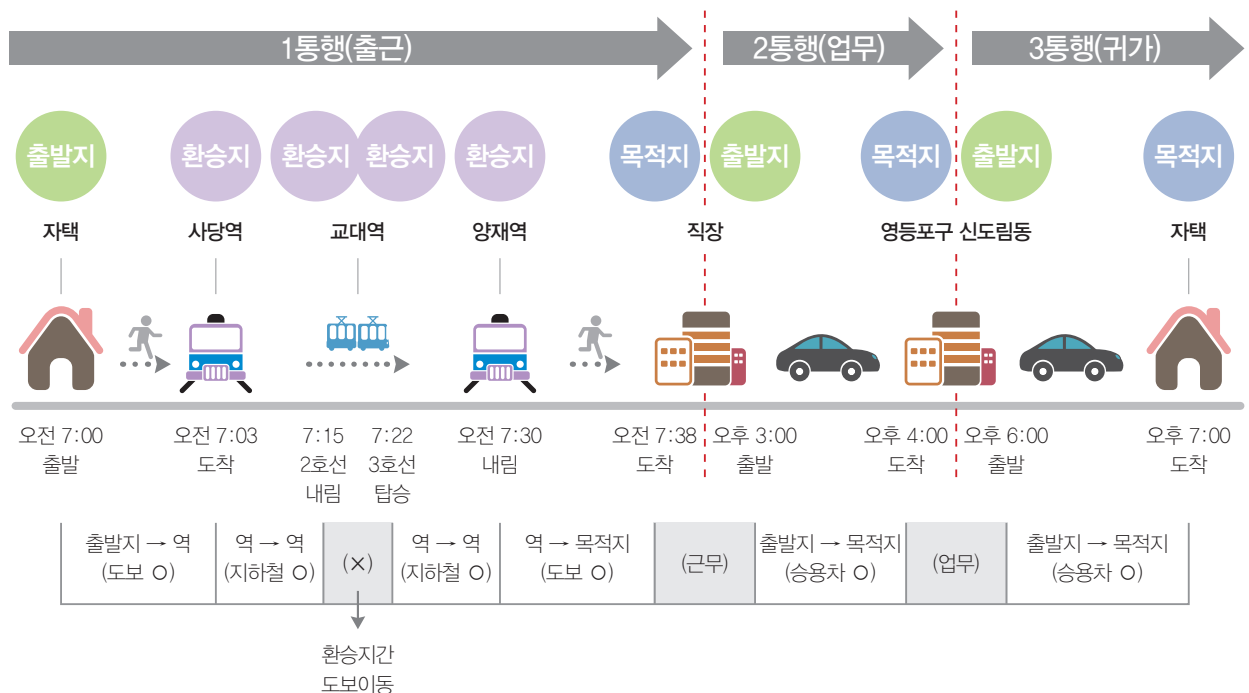 1통행(출근) 2통행(업무) 3통행(귀가)
출발지 환승지 환승지 환승지 환승지 목적지 출발지 목적지 출발지 목적지
자택 사당역 교대역 양재역 직장 영등포구 신도림동 자택
오전 7:00 오전 7:03 7:15 7:22 오전 7:30 오전 7:38 오후 3:00 오후 4:00 오후 6:00 오후 7:00
출발 도착 2호선 3호선 내림 도착 출발 도착 출발 도착
내림 탑승
출발지 → 역 역 → 역 (×) 역 → 역 역 → 목적지 (근무) 출발지 → 목적지 (업무) 출발지 → 목적지
(도보 O) (지하철 O) (지하철 O) (도보 O) (승용차 O) (승용차 O)
환승지간
도보이동